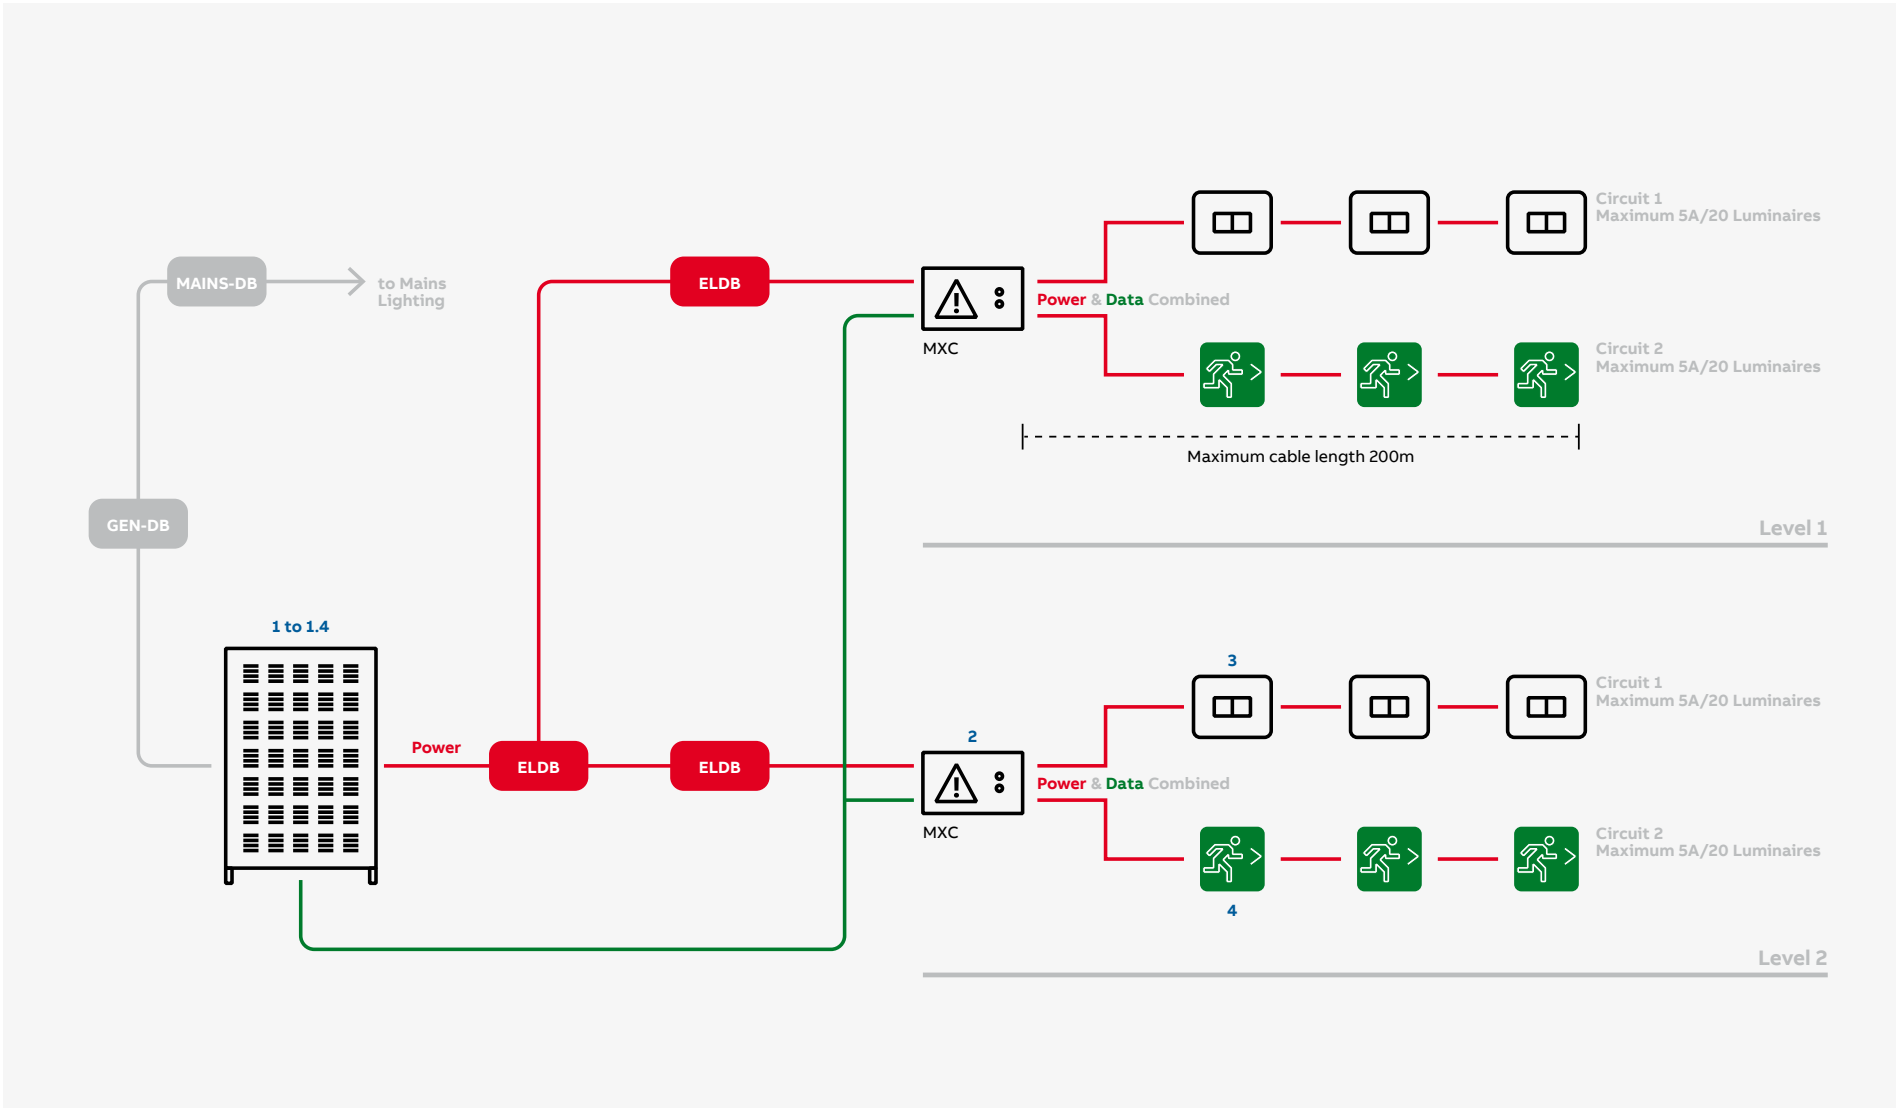 Circuit 1
Maximum 5A/20 Luminaires
MAINS-DB
to Mains
Lighting
ELDB
Power & Data Combined
MXC
Circuit 2
Maximum 5A/20 Luminaires
Maximum cable length 200m
GEN-DB
Level 1
1 to 1.4
3
Circuit 1
Maximum 5A/20 Luminaires
Power
ELDB
ELDB
2
Power & Data Combined
MXC
Circuit 2
Maximum 5A/20 Luminaires
4
Level 2